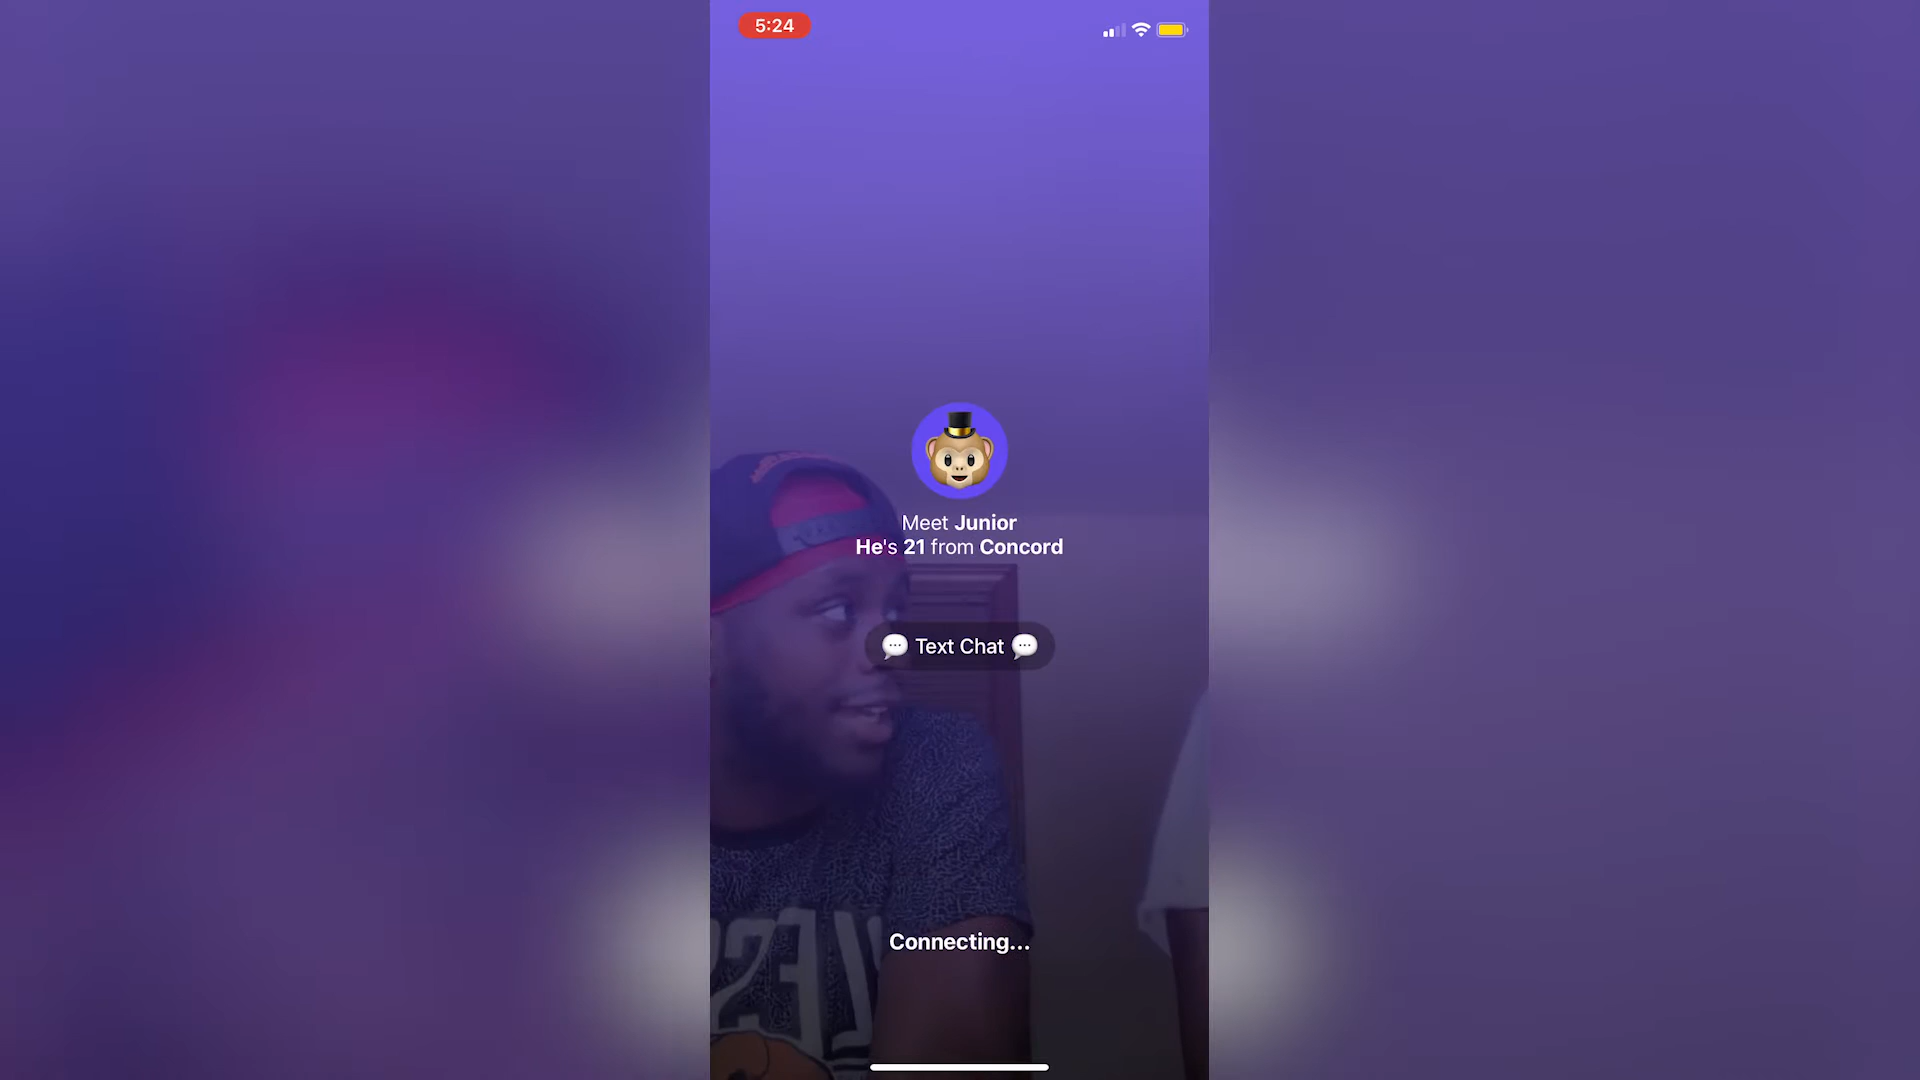 5:24
Meet Junior
He's 21 from Concord
Text Chat
Connecting...